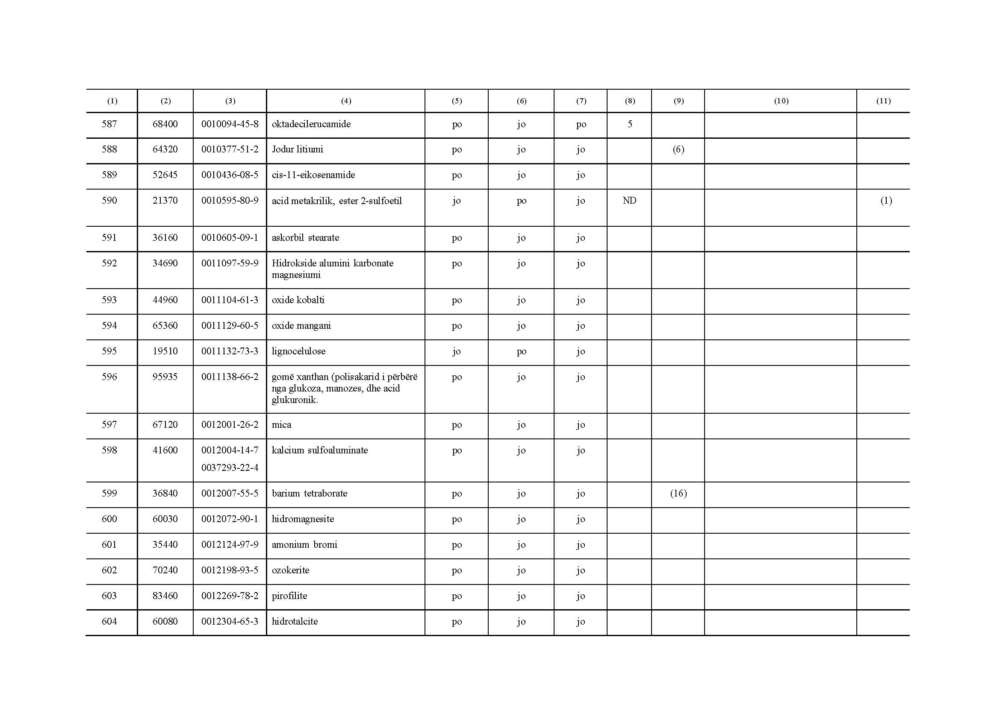 (1) (2) (3) (4) (5) (6) (7) (8) (9) (10) (11)
587 68400 0010094-45-8 oktadecilerucamide po jo po 5
588 64320 0010377-51-2 Jodur litiumi po jo jo (6)
589 52645 0010436-08-5 cis-11-eikosenamide po jo jo
590 21370 0010595-80-9 acid metakrilik, ester 2-sulfoetil jo po jo ND (1)
591 36160 0010605-09-1 askorbil stearate po jo jo
592 34690 0011097-59-9 Hidrokside alumini karbonate po jo jo
magnesiumi
593 44960 0011104-61-3 oxide kobalti po jo jo
594 65360 0011129-60-5 oxide mangani po jo jo
595 19510 0011132-73-3 lignocelulose jo po jo
596 95935 0011138-66-2 gomë xanthan (polisakarid i përbërë po jo jo
nga glukoza, manozes, dhe acid
glukuronik.
597 67120 0012001-26-2 mica po jo jo
598 41600 0012004-14-7 kalcium sulfoaluminate po jo jo
0037293-22-4
599 36840 0012007-55-5 barium tetraborate po jo jo (16)
600 60030 0012072-90-1 hidromagnesite po jo jo
601 35440 0012124-97-9 amonium bromi po jo jo
602 70240 0012198-93-5 ozokerite po jo jo
603 83460 0012269-78-2 pirofilite po jo jo
604 60080 0012304-65-3 hidrotalcite po jo jo